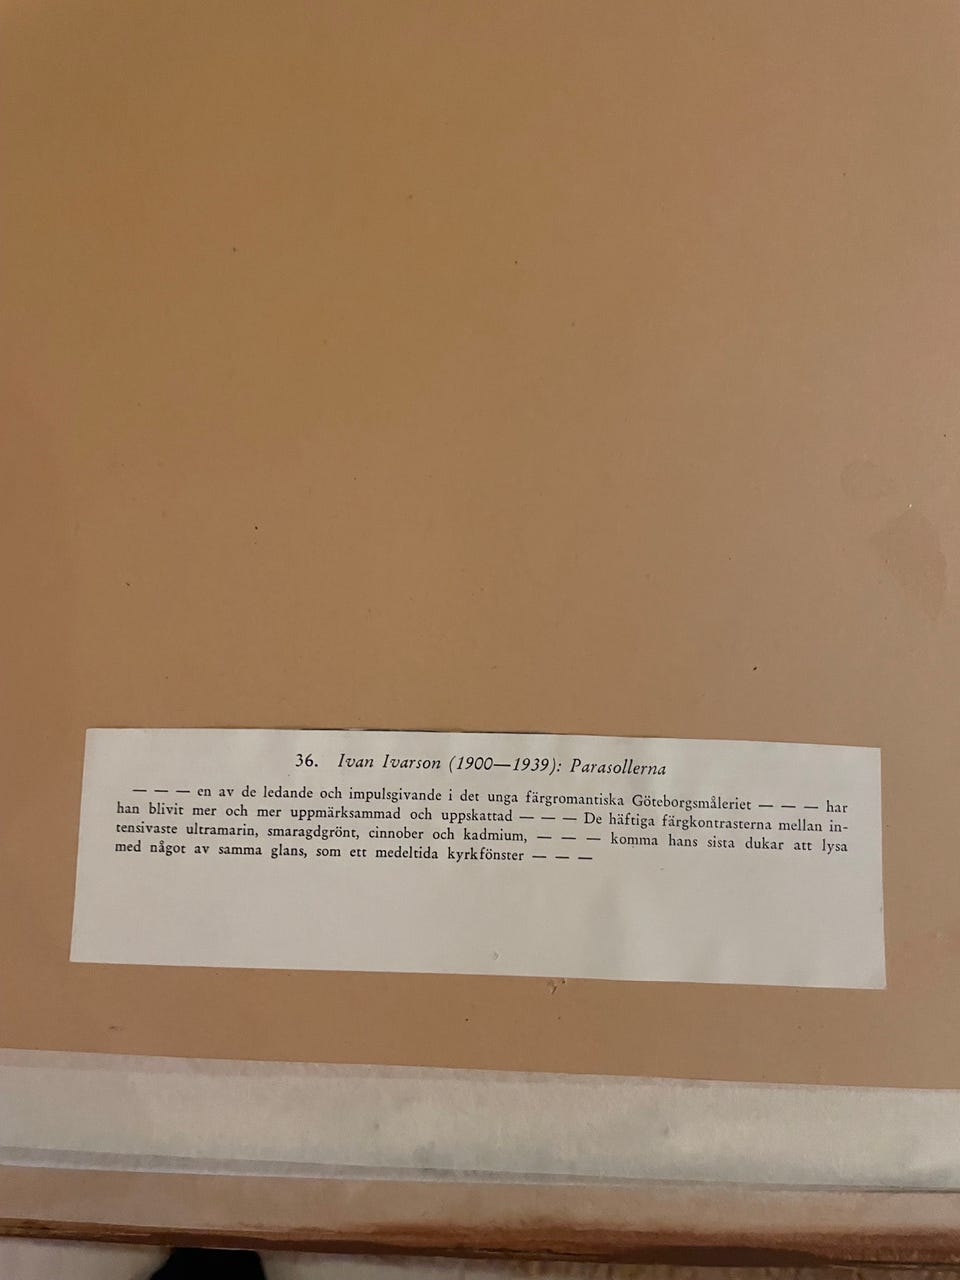 36. Ivan Ivarson (1900—1939): Parasollerna
— — — en av de ledande och impulsgivande i det unga färgromantiska Göteborgsmåleriet — — — har
han blivit mer och mer uppmärksammad och uppskattad — — — De häftiga färgkontrasterna mellan in-
tensivaste ultramarin, smaragdgrönt, cinnober och kadmium, — — — komma hans sista dukar att lysa
med något av samma glans, som ett medeltida kyrkfönster — — —